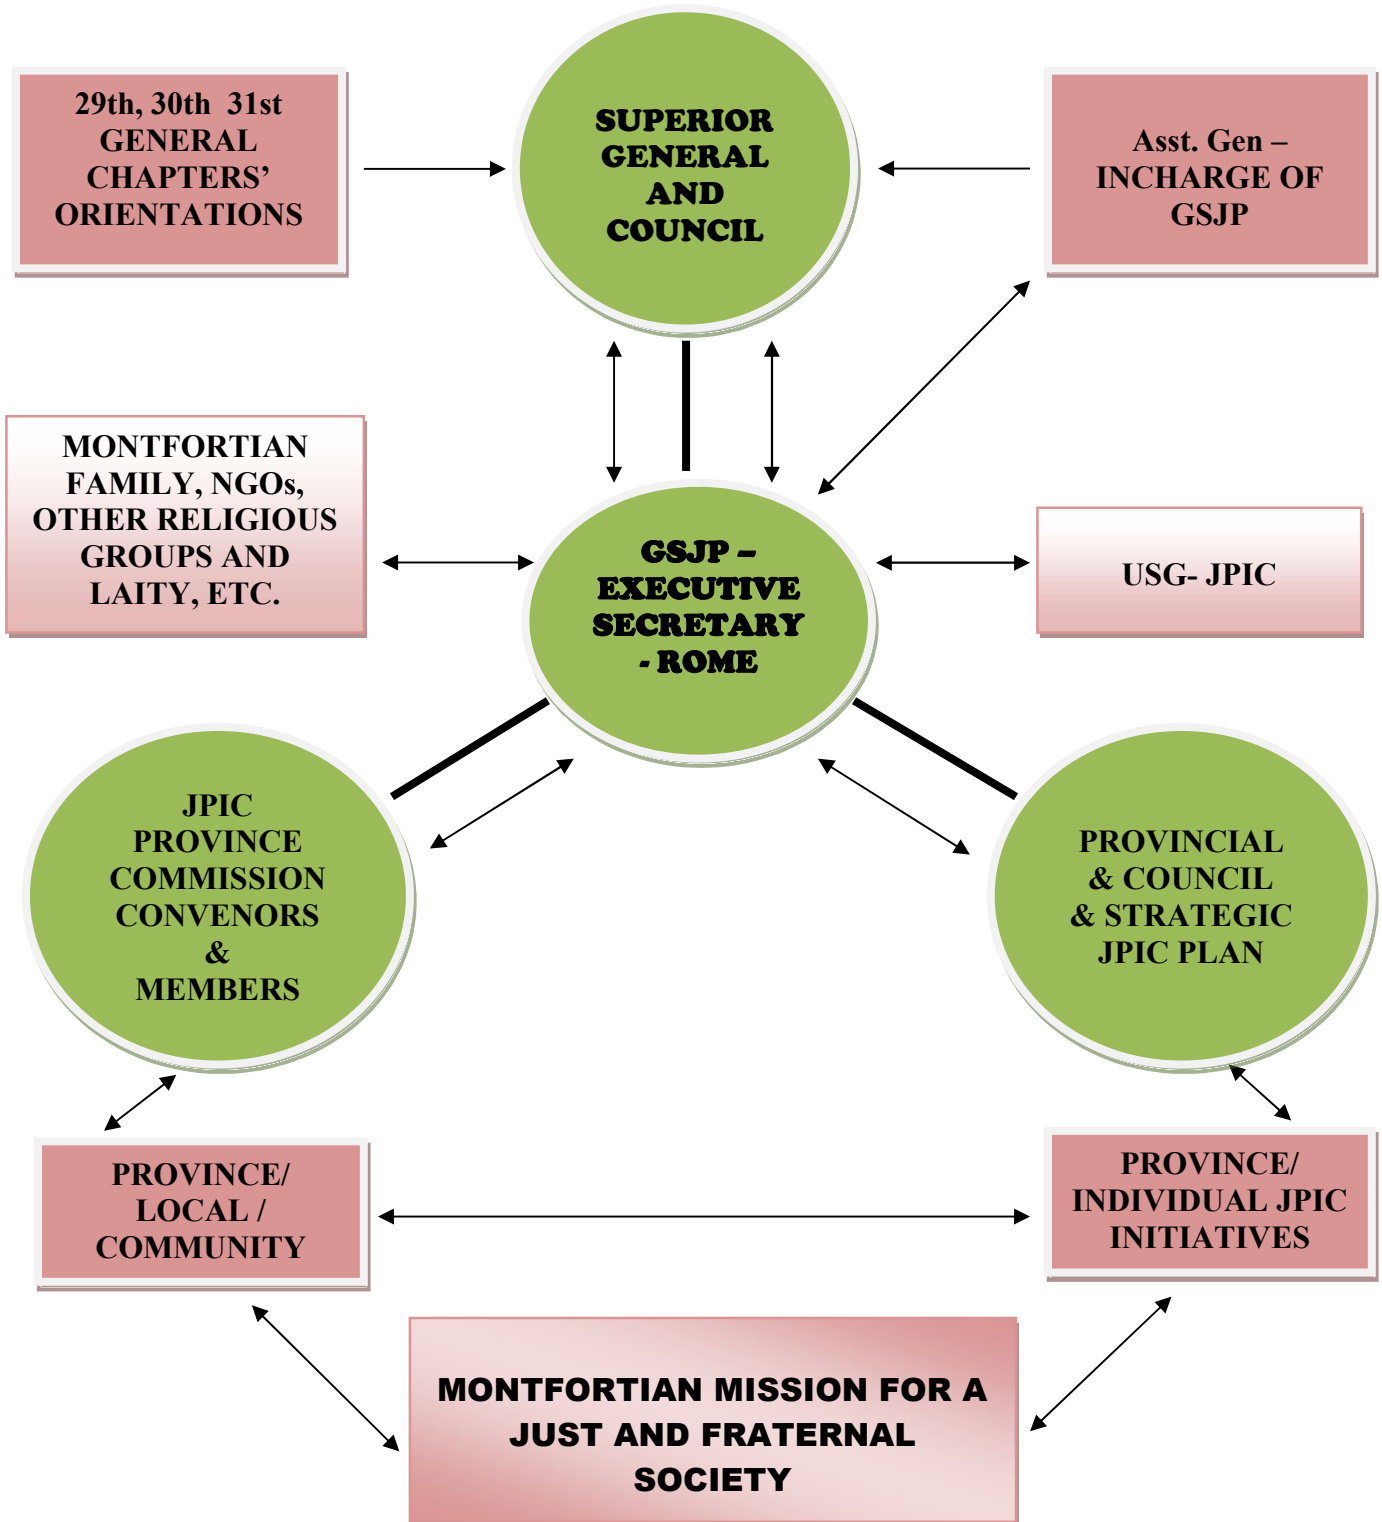 29th, 30th 31st
GENERAL
CHAPTERS’
ORIENTATIONS
SUPERIOR
GENERAL
AND
COUNCIL
Asst. Gen –
INCHARGE OF
GSJP
MONTFORTIAN
FAMILY, NGOs,
OTHER RELIGIOUS
GROUPS AND
LAITY, ETC.
GSJP –
EXECUTIVE
SECRETARY
- ROME
USG- JPIC
JPIC
PROVINCE
COMMISSION
CONVENORS
&
MEMBERS
PROVINCIAL
& COUNCIL
& STRATEGIC
JPIC PLAN
PROVINCE/
LOCAL /
COMMUNITY
PROVINCE/
INDIVIDUAL JPIC
INITIATIVES
MONTFORTIAN MISSION FOR A
JUST AND FRATERNAL
SOCIETY